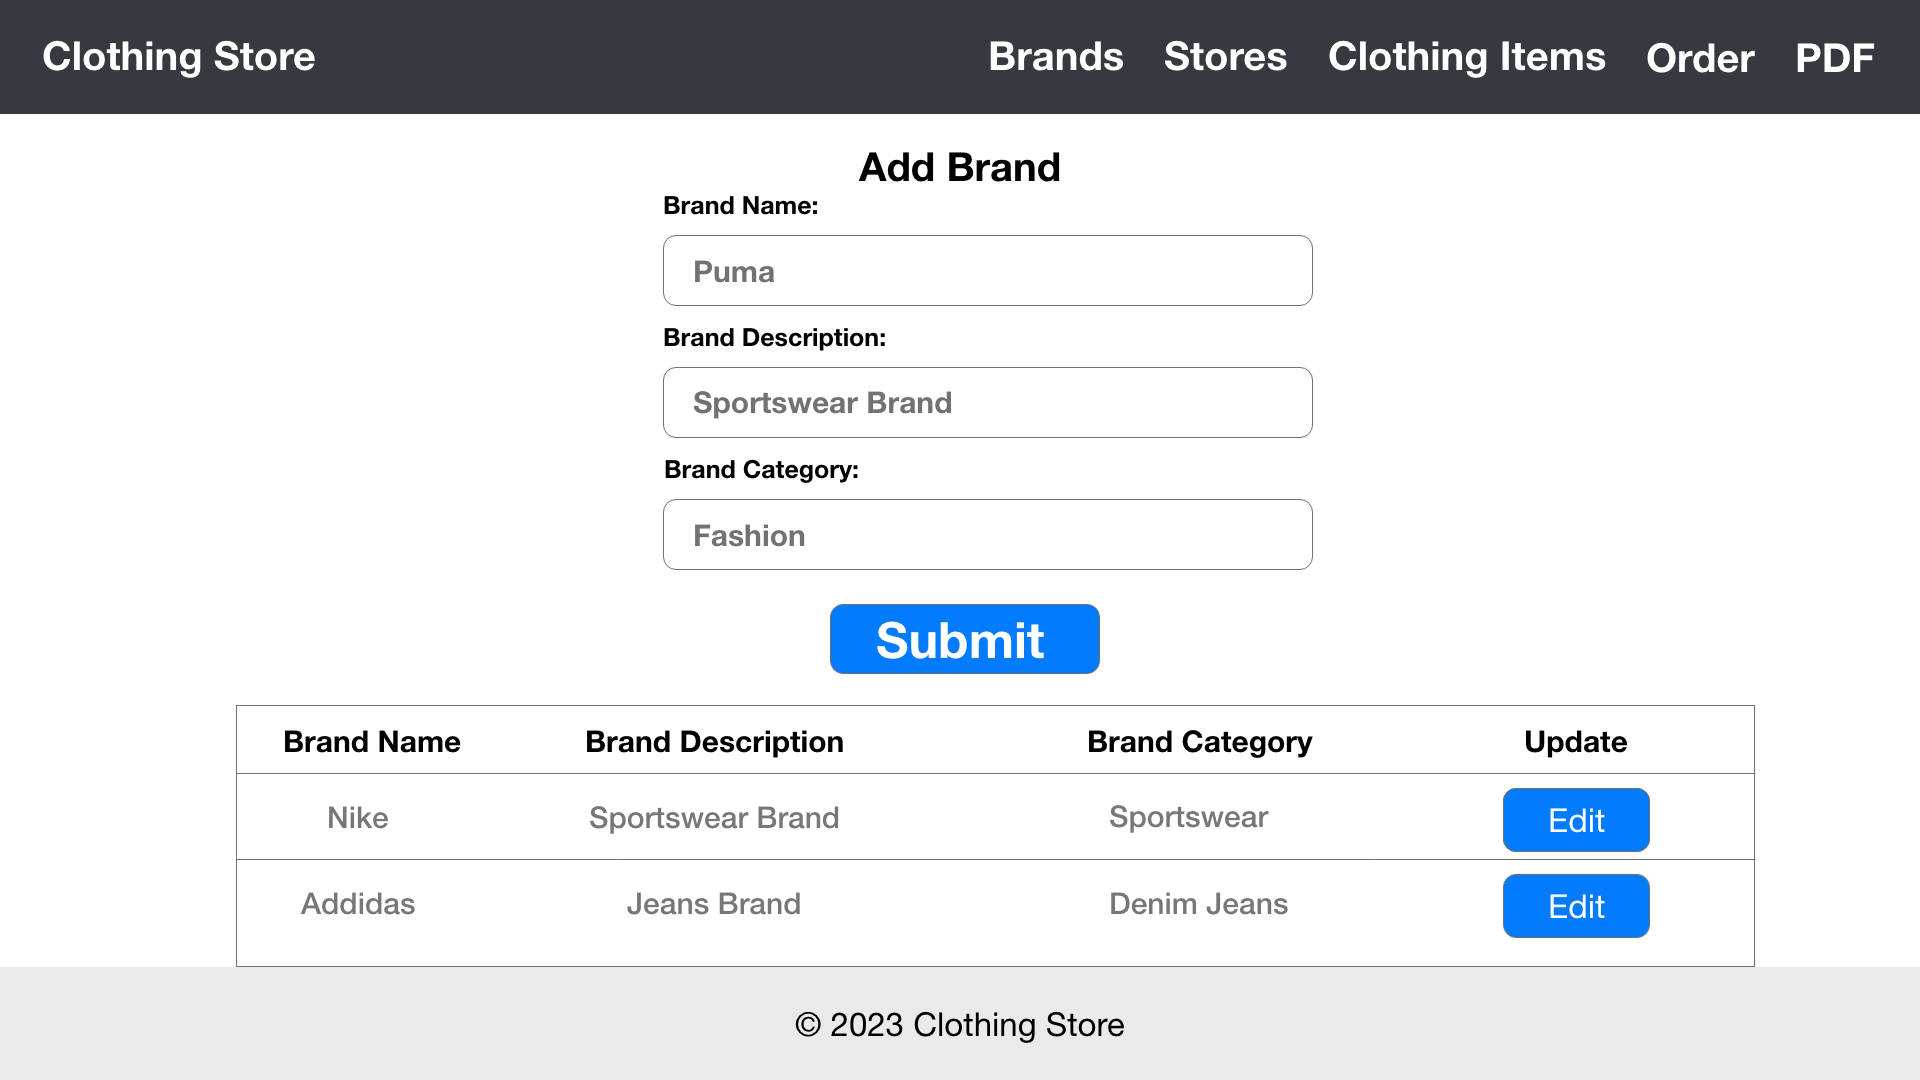 Clothing Store Brands Stores Clothing Items Order PDF
Add Brand
Brand Name:
Puma
Brand Description:
Sportswear Brand
Brand Category:
Fashion
Submit
Brand Name Brand Description Brand Category Update
Nike Sportswear Brand Sportswear Edit
Addidas Jeans Brand Denim Jeans Edit
© 2023 Clothing Store